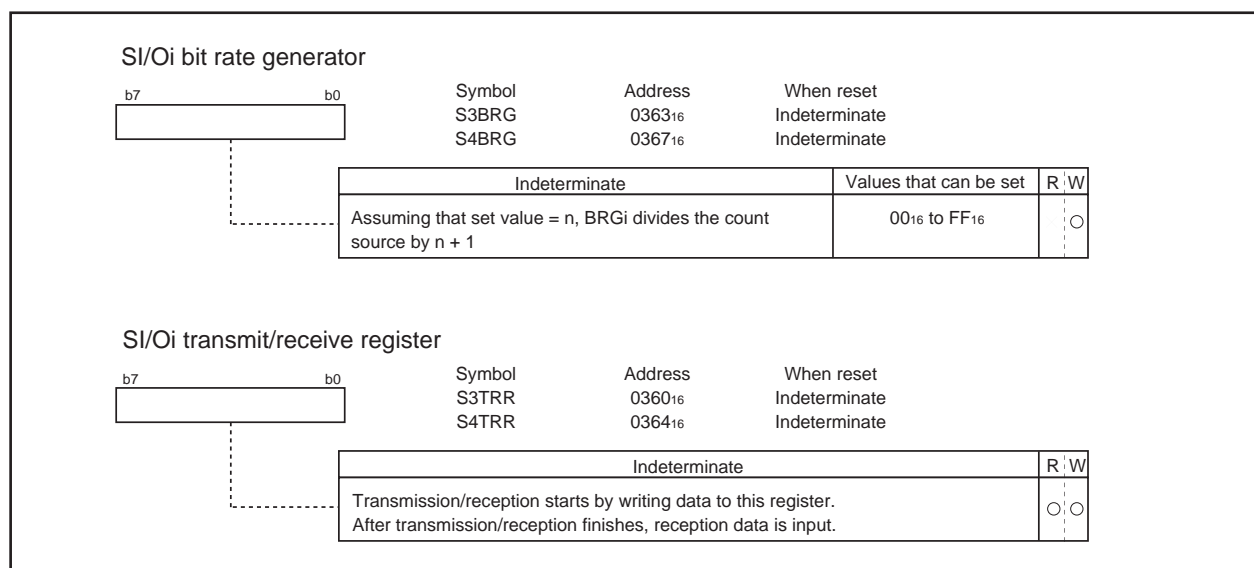 SI/Oi bit rate generator
b7 b0
Symbol Address When reset
S3BRG 036316 Indeterminate
S4BRG 036716 Indeterminate
Indeterminate Values that can be set R W
Assuming that set value = n, BRGi divides the count 0016 to FF16
source by n + 1
SI/Oi transmit/receive register
b7 b0
Symbol Address When reset
S3TRR 036016 Indeterminate
S4TRR 036416 Indeterminate
Indeterminate R W
Transmission/reception starts by writing data to this register.
After transmission/reception finishes, reception data is input.